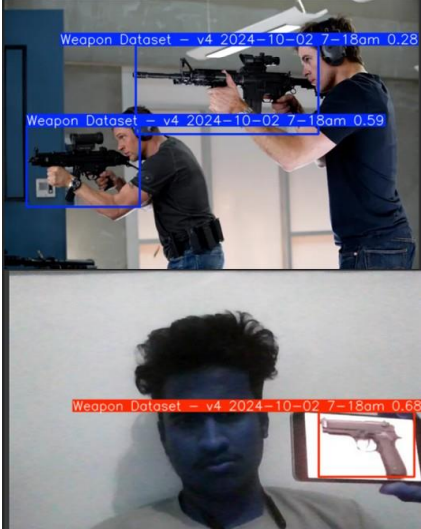 Weapon Dataset - v4 2024-10-02 7-18am 0.28
Weapon Dataset - v4 2024-10-02 7-18am 0.59
Weapon Dataset - v4 2024-10-02 7-18am 0.68